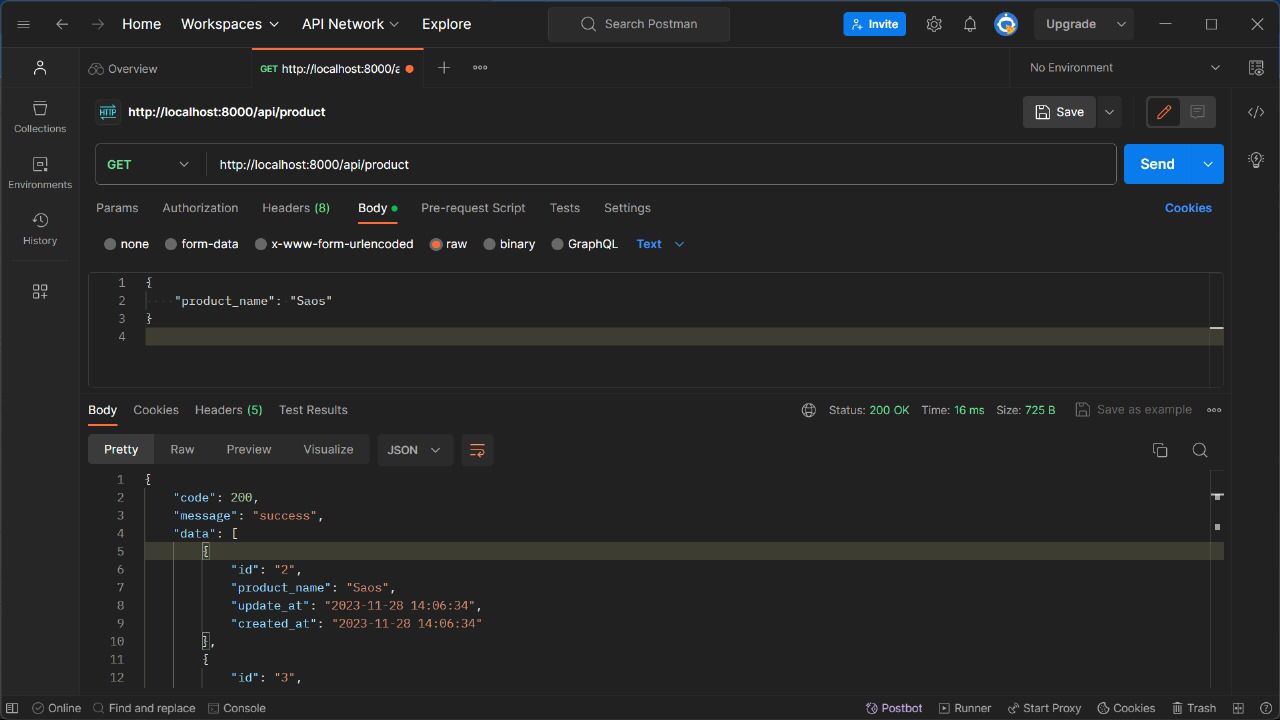 Home Workspaces API Network Explore Search Postman Invite Upgrade
Overview GET http://localhost:8000/a No Environment
HTTP http://localhost:8000/api/product Save
Collections
GET http://localhost:8000/api/product Send
Environments
Params Authorization Headers (8) Body Pre-request Script Tests Settings Cookies
History
none form-data x-www-form-urlencoded raw binary GraphQL Text
1 {
2 ····"product_name":·"Saos"
3 }
4
Body Cookies Headers (5) Test Results Status: 200 OK Time: 16 ms Size: 725 B Save as example
Pretty Raw Preview Visualize JSON
1 {
2 "code": 200,
3 "message": "success",
4 "data": [
5 {
6 "id": "2",
7 "product_name": "Saos",
8 "update_at": "2023-11-28 14:06:34",
9 "created_at": "2023-11-28 14:06:34"
10 },
11 {
12 "id": "3",
Online Find and replace Console Postbot Runner Start Proxy Cookies Trash